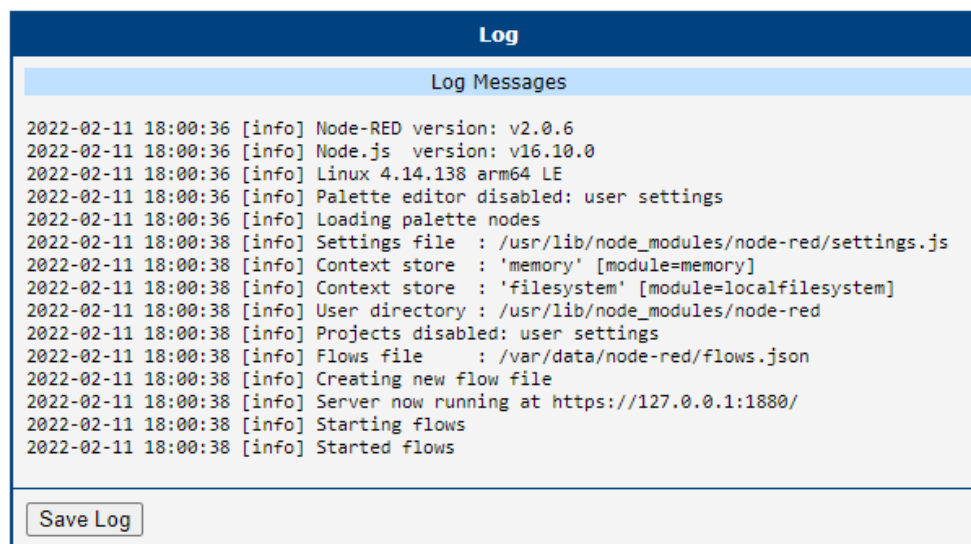 Log
Log Messages
2022-02-11 18:00:36 [info] Node-RED version: v2.0.6
2022-02-11 18:00:36 [info] Node.js  version: v16.10.0
2022-02-11 18:00:36 [info] Linux 4.14.138 arm64 LE
2022-02-11 18:00:36 [info] Palette editor disabled: user settings
2022-02-11 18:00:36 [info] Loading palette nodes
2022-02-11 18:00:38 [info] Settings file  : /usr/lib/node_modules/node-red/settings.js
2022-02-11 18:00:38 [info] Context store  : 'memory' [module=memory]
2022-02-11 18:00:38 [info] Context store  : 'filesystem' [module=localfilesystem]
2022-02-11 18:00:38 [info] User directory : /usr/lib/node_modules/node-red
2022-02-11 18:00:38 [info] Projects disabled: user settings
2022-02-11 18:00:38 [info] Flows file     : /var/data/node-red/flows.json
2022-02-11 18:00:38 [info] Creating new flow file
2022-02-11 18:00:38 [info] Server now running at https://127.0.0.1:1880/
2022-02-11 18:00:38 [info] Starting flows
2022-02-11 18:00:38 [info] Started flows
Save Log